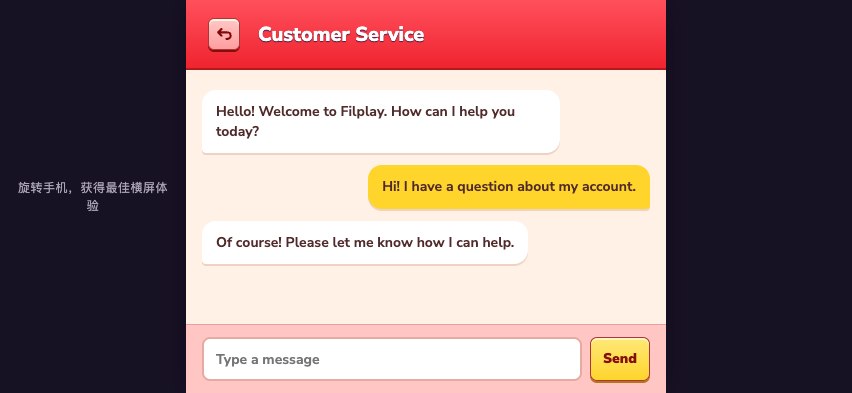 Customer Service
Hello! Welcome to Filplay. How can I help you
today?
Hi! I have a question about my account.
旋转手机，获得最佳横屏体
验
Of course! Please let me know how I can help.
Type a message
Send